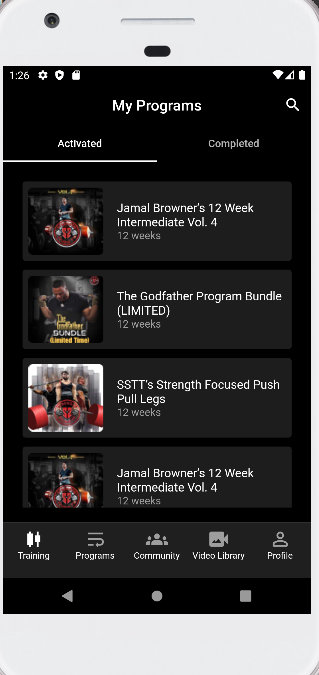 1:26
My Programs
Activated
Completed
VOL. 4
Jamal Browner's 12 Week
Intermediate Vol. 4
12 weeks
The
Godfather
BUNDLE
(Limited Time)
The Godfather Program Bundle
(LIMITED)
12 weeks
SSTT's Strength Focused Push
Pull Legs
12 weeks
Jamal Browner's 12 Week
Intermediate Vol. 4
12 weeks
Training
Programs
Community
Video Library
Profile